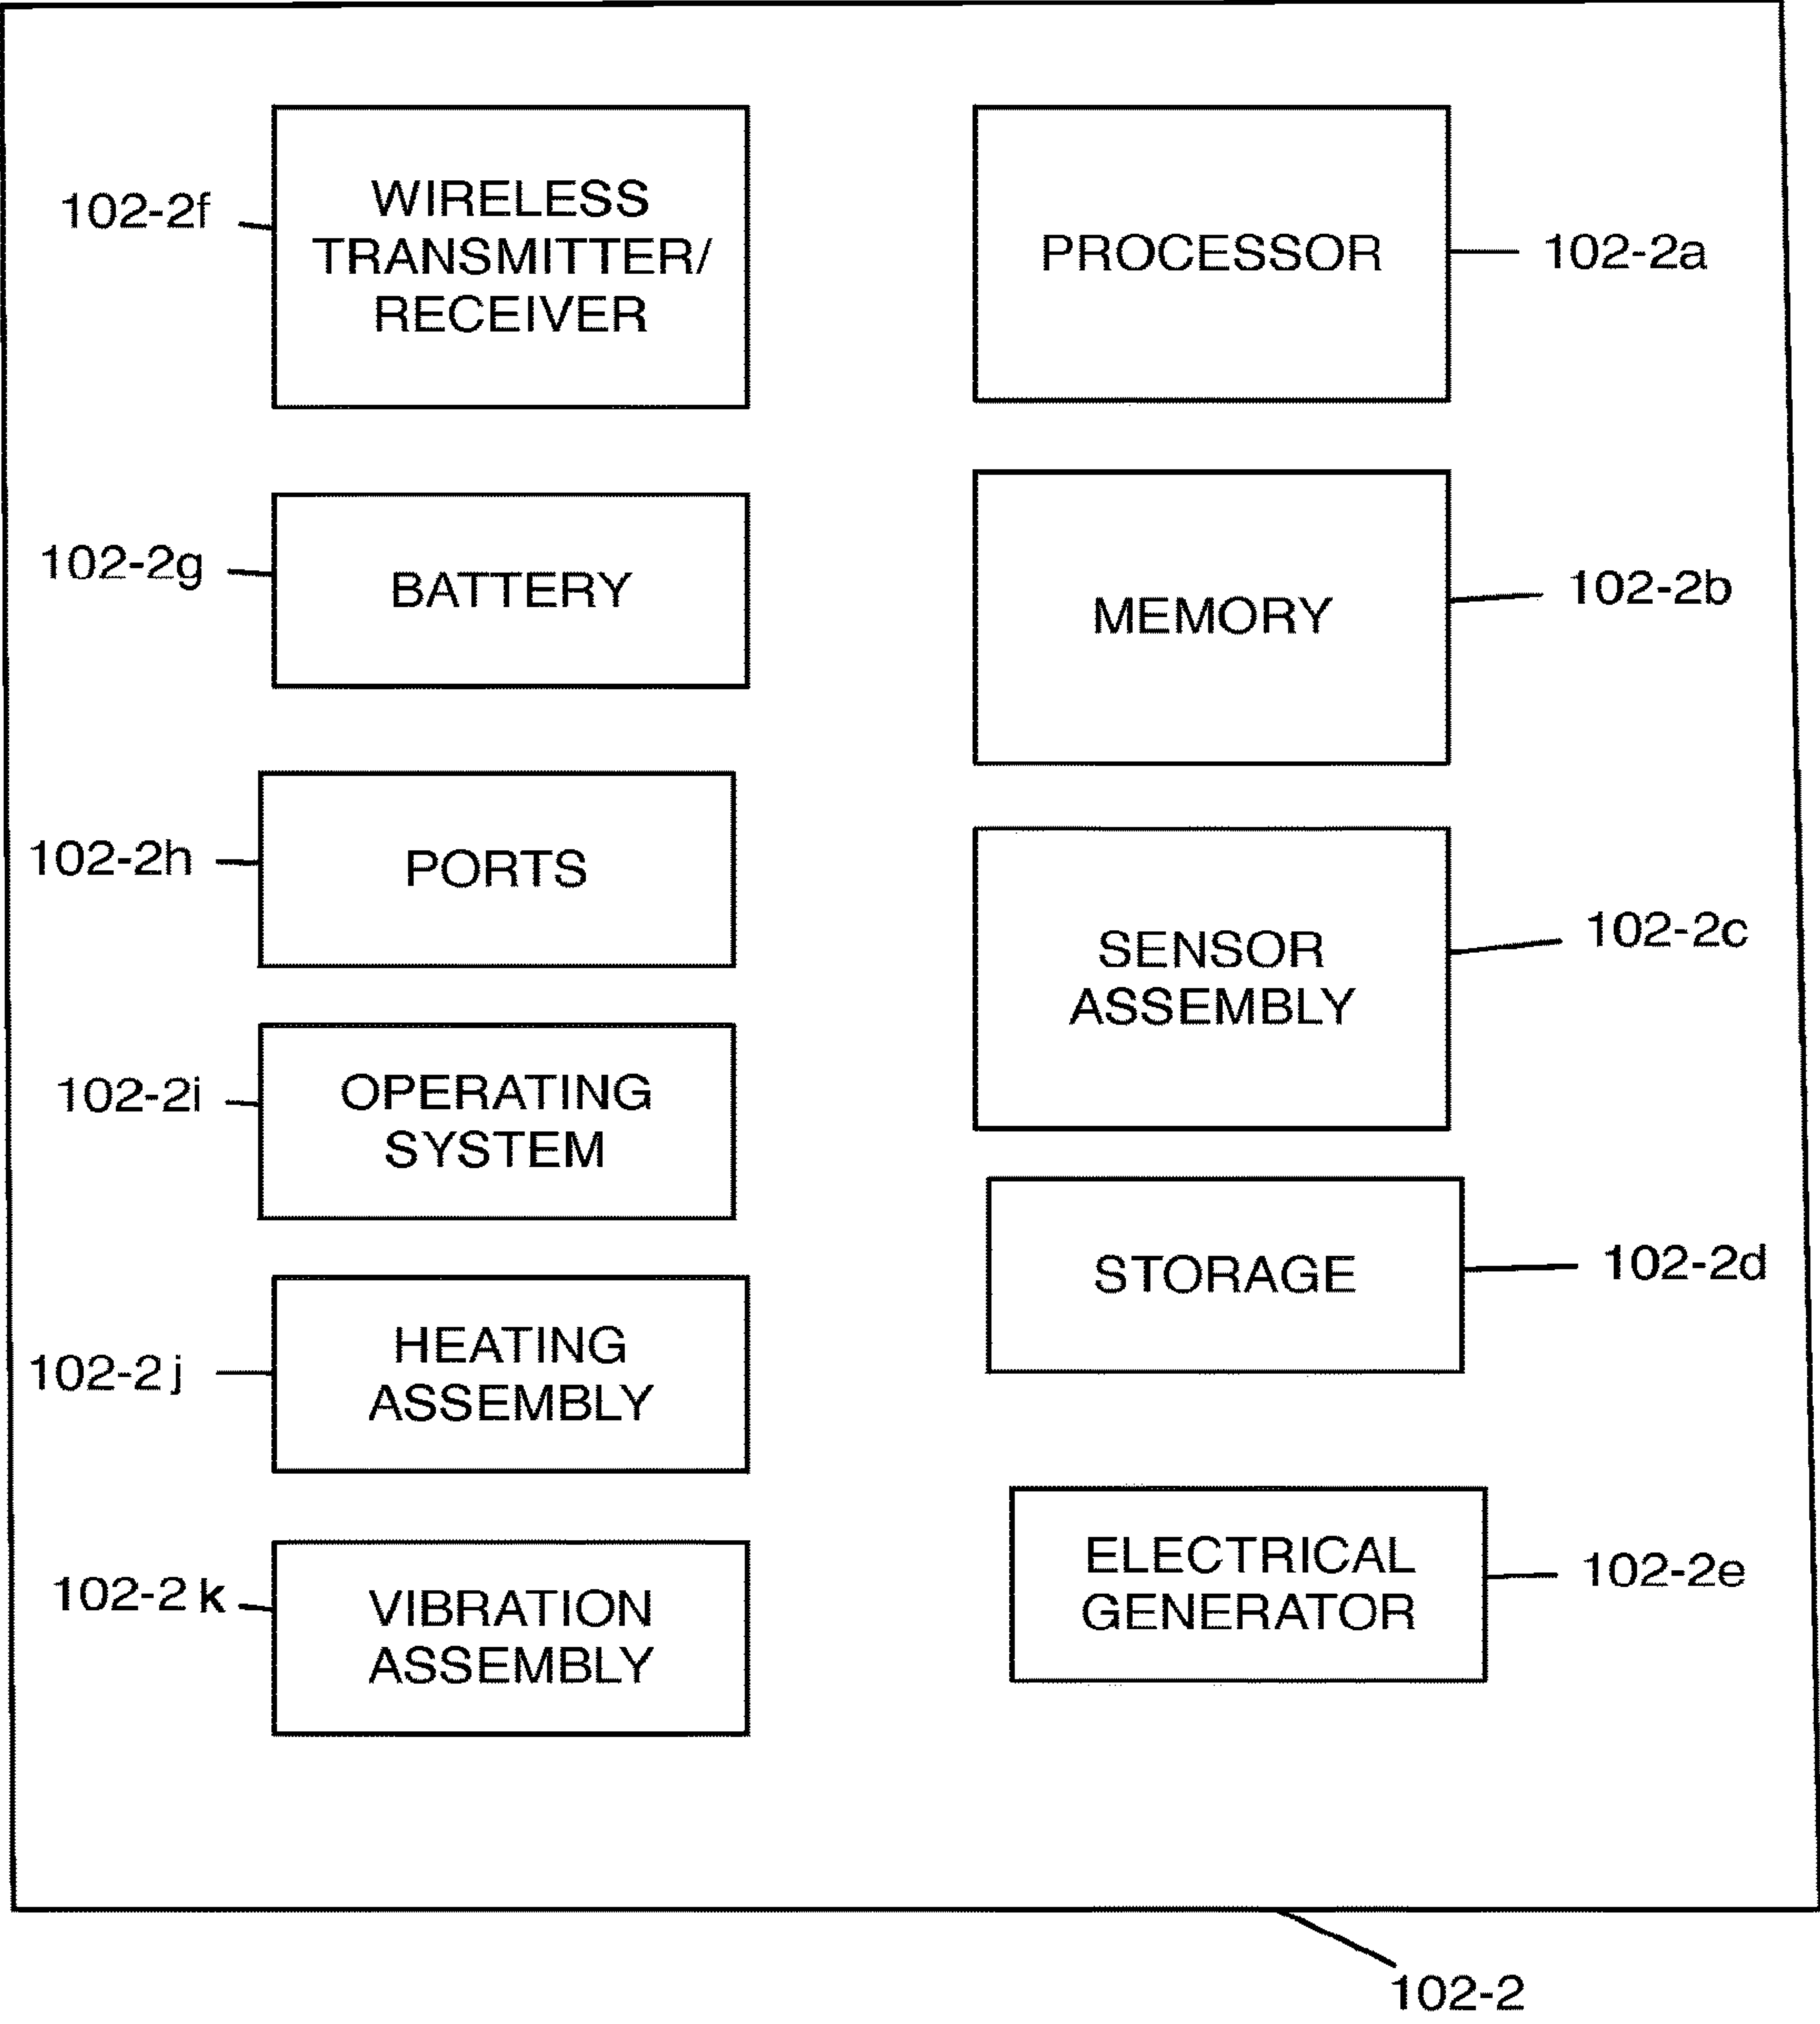 102-2f
WIRELESS
TRANSMITTER/
RECEIVER
PROCESSOR
102-2a
102-2g
BATTERY
MEMORY
102-2b
102-2h
PORTS
SENSOR
ASSEMBLY
102-2c
102-2i
OPERATING
SYSTEM
STORAGE
102-2d
102-2j
HEATING
ASSEMBLY
ELECTRICAL
GENERATOR
102-2e
102-2k
VIBRATION
ASSEMBLY
102-2